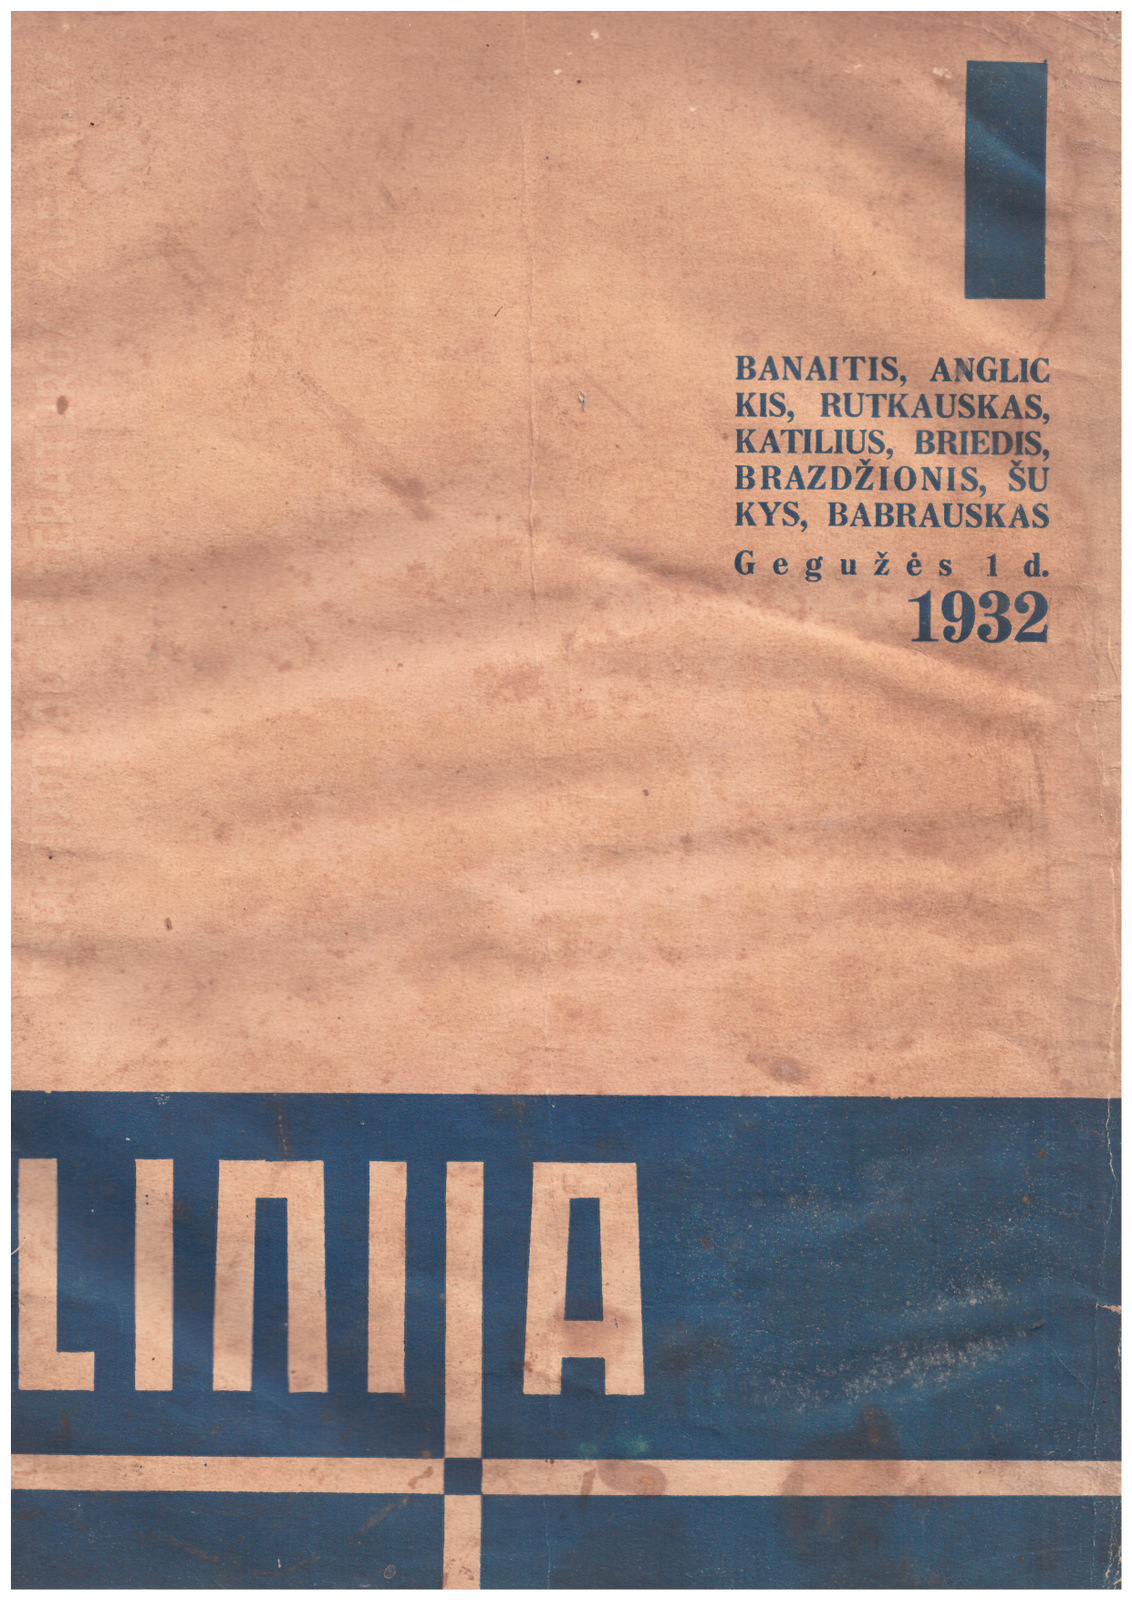 I
BANAITIS, ANGLIC
KIS, RUTKAUSKAS,
KATILIUS, BRIEDIS,
BRAZDŽIONIS, ŠU
KYS, BABRAUSKAS
Gegužės 1 d.
1932
LINIJA